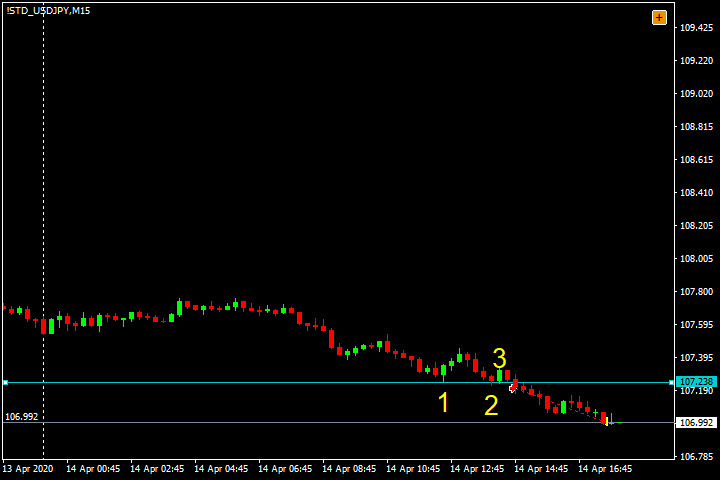 !STD_USDJPY,M15
+
109.425
109.220
109.020
108.815
108.615
108.410
108.205
108.005
107.800
107.595
107.395
3
107.238
107.190
1
2
106.992
106.992
106.785
13 Apr 2020
14 Apr 00:45
14 Apr 02:45
14 Apr 04:45
14 Apr 06:45
14 Apr 08:45
14 Apr 10:45
14 Apr 12:45
14 Apr 14:45
14 Apr 16:45